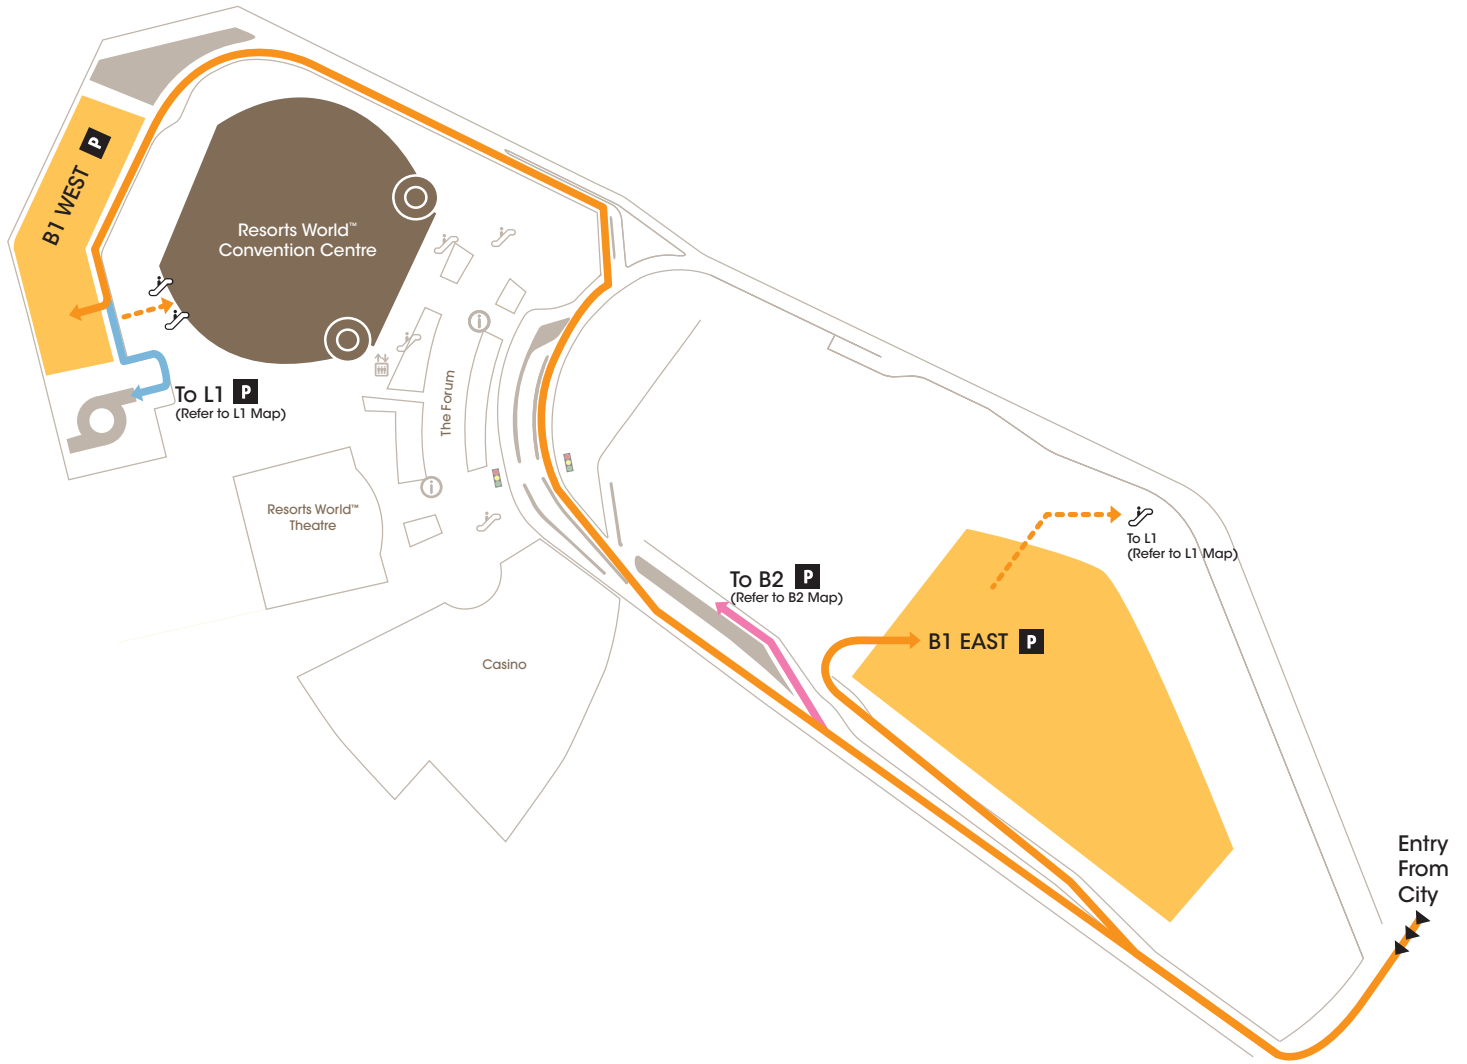 B1 WEST P
Resorts World™
Convention Centre
To L1 P
(Refer to L1 Map)
The Forum
Resorts World™
Theatre
Casino
To B2 P
(Refer to B2 Map)
To L1
(Refer to L1 Map)
B1 EAST P
Entry
From
City